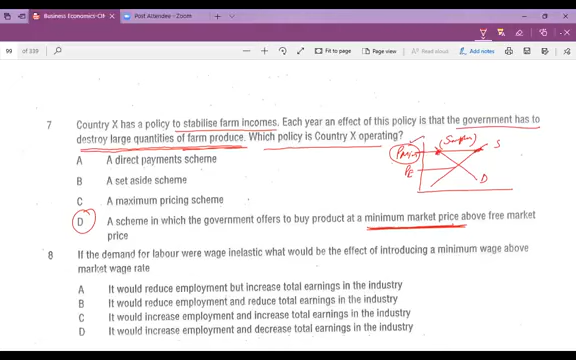 Business Economics-CN
Post Attendee - Zoom
99 of 339
Fit to page
Page view
Read aloud
Add notes
7 Country X has a policy to stabilise farm incomes. Each year an effect of this policy is that the government has to
destroy large quantities of farm produce. Which policy is Country X operating?
A A direct payments scheme
B A set aside scheme
C A maximum pricing scheme
D A scheme in which the government offers to buy product at a minimum market price above free market
price
(Surplus) S
PMin
PE
D
8 If the demand for labour were wage inelastic what would be the effect of introducing a minimum wage above
market wage rate
A It would reduce employment but increase total earnings in the industry
B It would reduce employment and reduce total earnings in the industry
C It would increase employment and increase total earnings in the industry
D It would increase employment and decrease total earnings in the industry